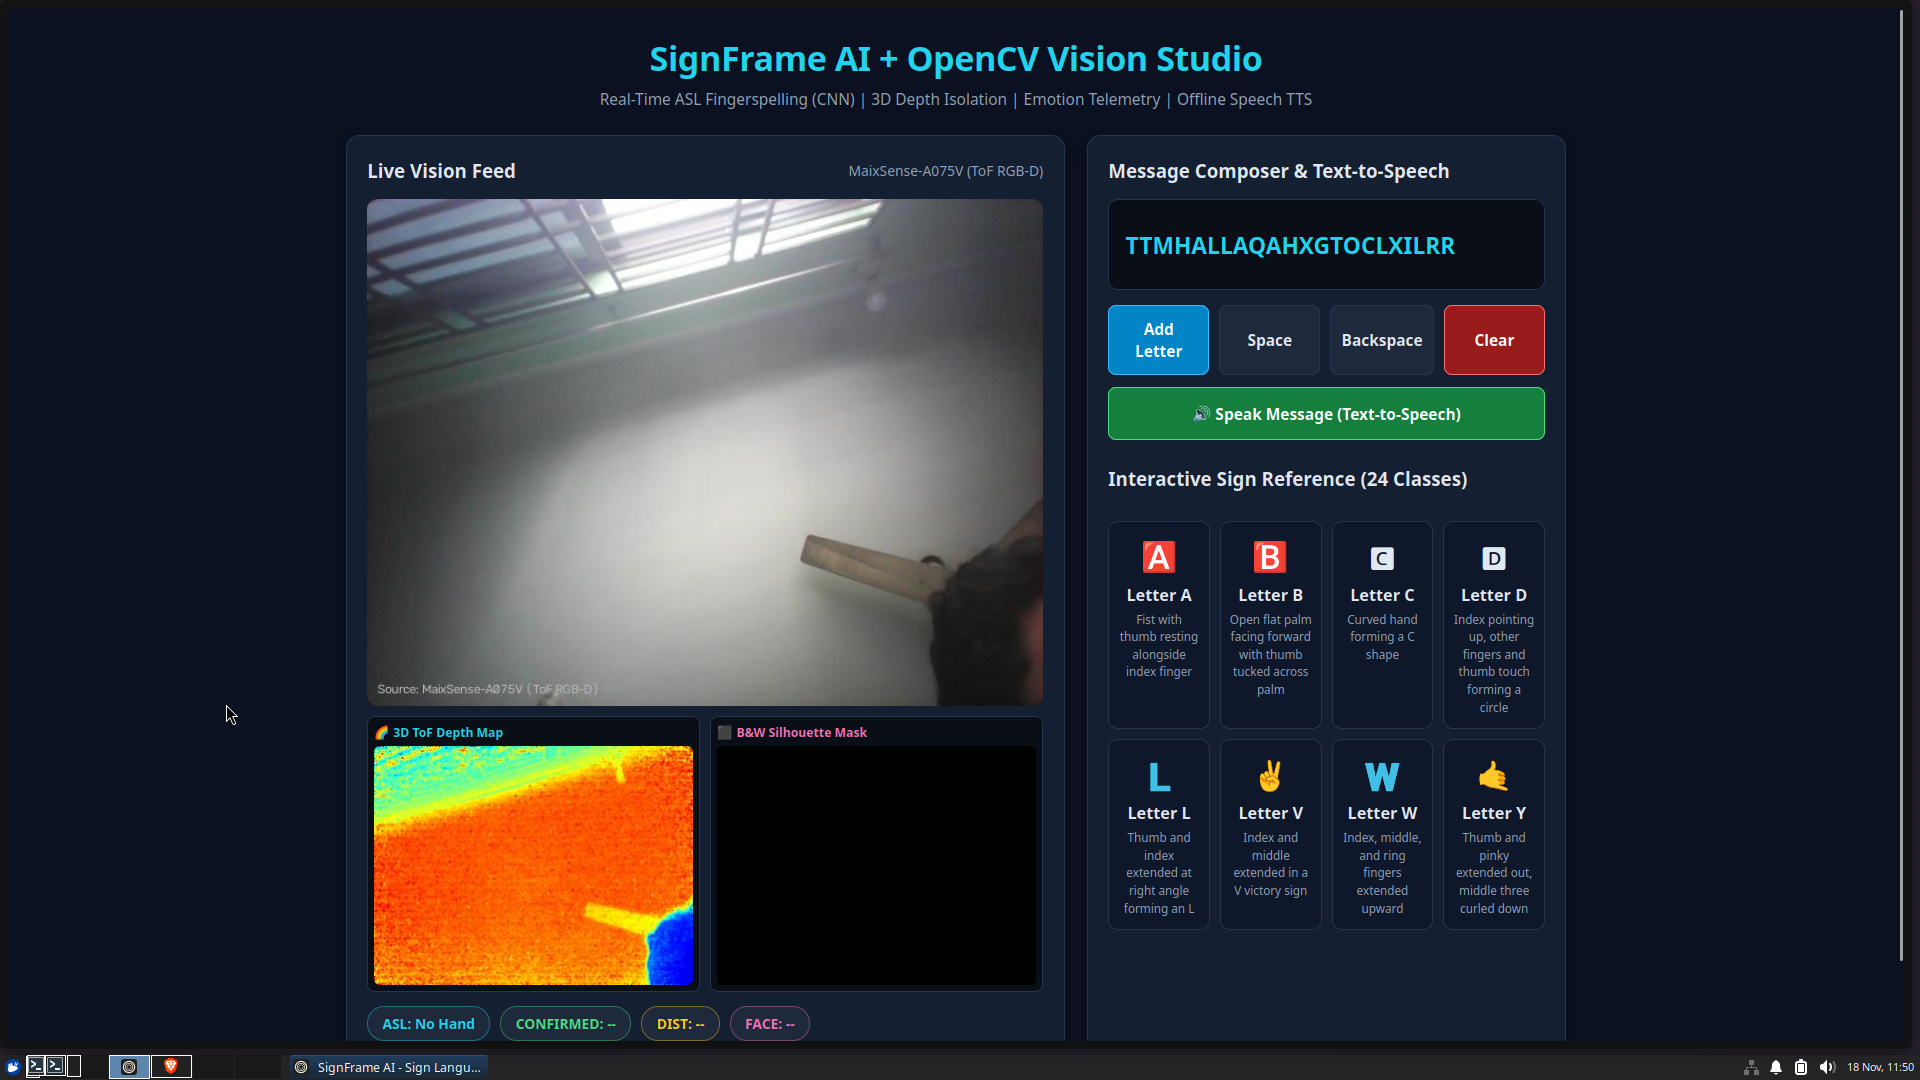 SignFrame AI + OpenCV Vision Studio
Real-Time ASL Fingerspelling (CNN) | 3D Depth Isolation | Emotion Telemetry | Offline Speech TTS
Live Vision Feed
MaixSense-A075V (ToF RGB-D)
Source: MaixSense-A075V (ToF RGB-D)
3D ToF Depth Map
B&W Silhouette Mask
ASL: No Hand
CONFIRMED: --
DIST: --
FACE: --
Message Composer & Text-to-Speech
TTMHALLAQAHXGTOCLXILRR
Add
Letter
Space
Backspace
Clear
Speak Message (Text-to-Speech)
Interactive Sign Reference (24 Classes)
A
Letter A
Fist with
thumb resting
alongside
index finger
B
Letter B
Open flat palm
facing forward
with thumb
tucked across
palm
C
Letter C
Curved hand
forming a C
shape
D
Letter D
Index pointing
up, other
fingers and
thumb touch
forming a
circle
L
Letter L
Thumb and
index
extended at
right angle
forming an L
Letter V
Index and
middle
extended in a
V victory sign
W
Letter W
Index, middle,
and ring
fingers
extended
upward
Letter Y
Thumb and
pinky
extended out,
middle three
curled down
SignFrame AI - Sign Langu...
18 Nov, 11:50